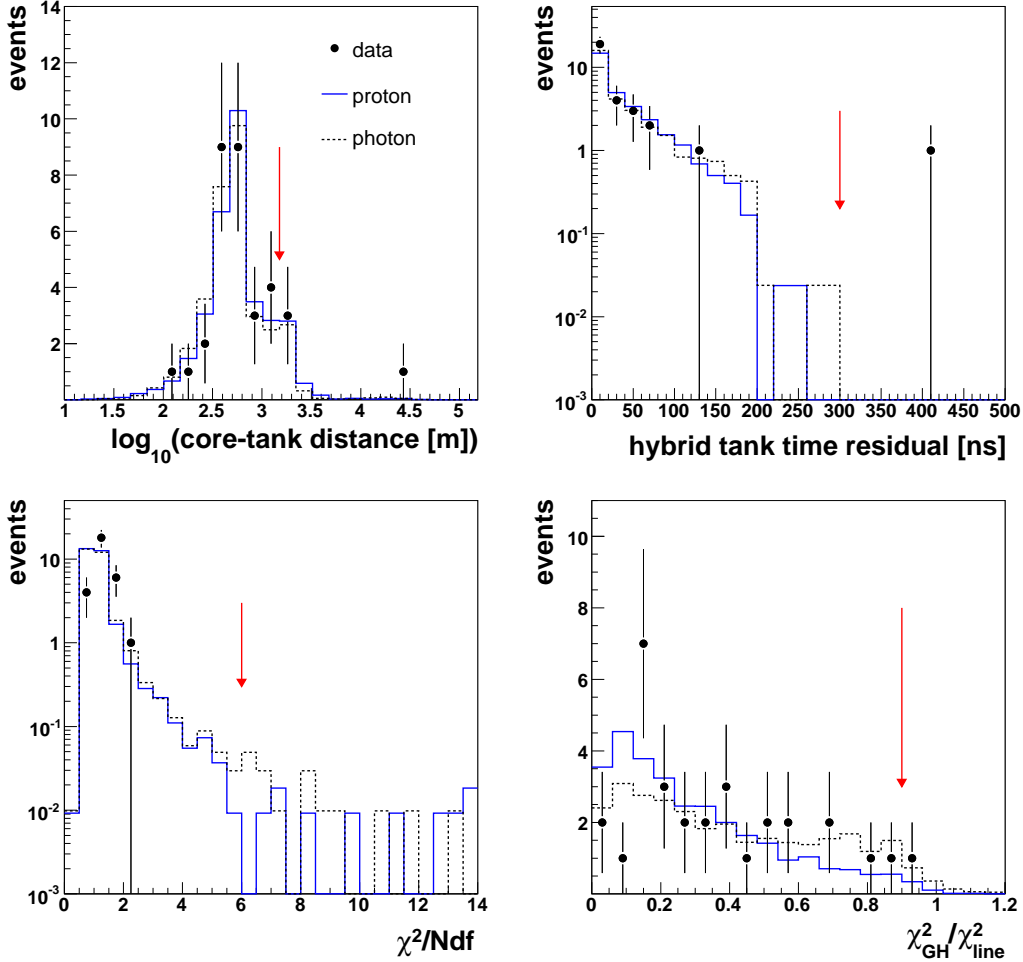 events
14
12
10
8
6
4
2
1 1.5 2 2.5 3 3.5 4 4.5 5
log₁₀(core-tank distance [m])
data
proton
photon
events
10
1
10⁻¹
10⁻²
10⁻³
0 50 100 150 200 250 300 350 400 450 500
hybrid tank time residual [ns]
events
10
1
10⁻¹
10⁻²
10⁻³
0 2 4 6 8 10 12 14
χ²/Ndf
events
10
8
6
4
2
0
0 0.2 0.4 0.6 0.8 1 1.2
χ²_GH/χ²_line